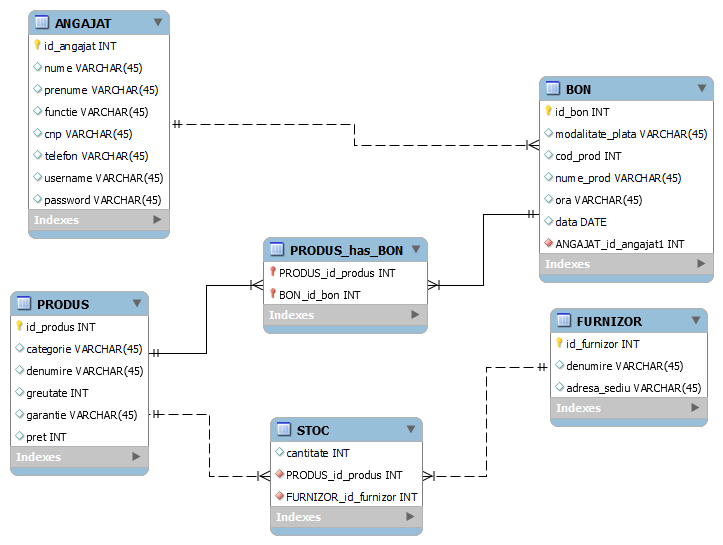 ANGAJAT
id_angajat INT
nume VARCHAR(45)
prenume VARCHAR(45)
functie VARCHAR(45)
cnp VARCHAR(45)
telefon VARCHAR(45)
username VARCHAR(45)
password VARCHAR(45)
Indexes
BON
id_bon INT
modalitate_plata VARCHAR(45)
cod_prod INT
nume_prod VARCHAR(45)
ora VARCHAR(45)
data DATE
ANGAJAT_id_angajat1 INT
Indexes
PRODUS_has_BON
PRODUS_id_produs INT
BON_id_bon INT
Indexes
PRODUS
id_produs INT
categorie VARCHAR(45)
denumire VARCHAR(45)
greutate INT
garantie VARCHAR(45)
pret INT
Indexes
FURNIZOR
id_furnizor INT
denumire VARCHAR(45)
adresa_sediu VARCHAR(45)
Indexes
STOC
cantitate INT
PRODUS_id_produs INT
FURNIZOR_id_furnizor INT
Indexes